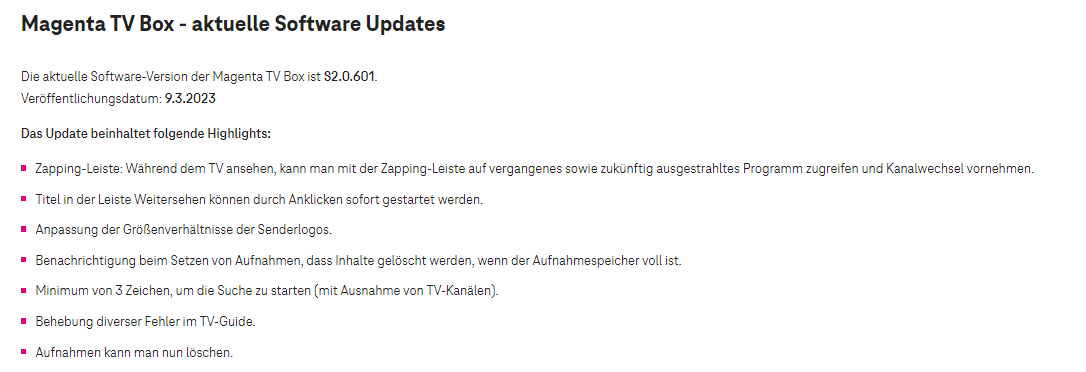 Magenta TV Box - aktuelle Software Updates
Die aktuelle Software-Version der Magenta TV Box ist S2.0.601.
Veröffentlichungsdatum: 9.3.2023
Das Update beinhaltet folgende Highlights:
Zapping-Leiste: Während dem TV ansehen, kann man mit der Zapping-Leiste auf vergangenes sowie zukünftig ausgestrahltes Programm zugreifen und Kanalwechsel vornehmen.
Titel in der Leiste Weitersehen können durch Anklicken sofort gestartet werden.
Anpassung der Größenverhältnisse der Senderlogos.
Benachrichtigung beim Setzen von Aufnahmen, dass Inhalte gelöscht werden, wenn der Aufnahmespeicher voll ist.
Minimum von 3 Zeichen, um die Suche zu starten (mit Ausnahme von TV-Kanälen).
Behebung diverser Fehler im TV-Guide.
Aufnahmen kann man nun löschen.